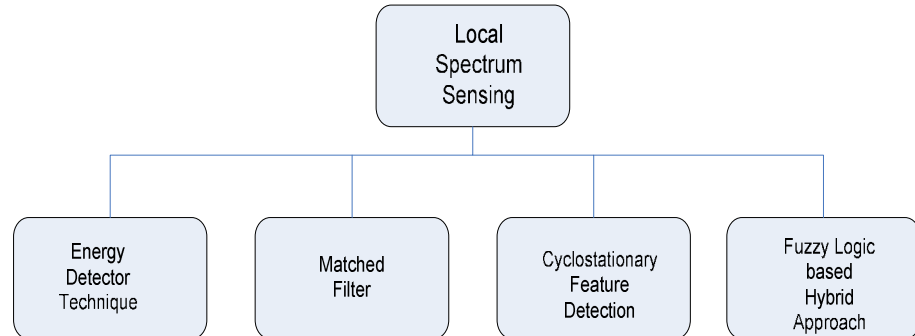 Local
Spectrum
Sensing
Energy
Detector
Technique
Matched
Filter
Cyclostationary
Feature
Detection
Fuzzy Logic
based
Hybrid
Approach